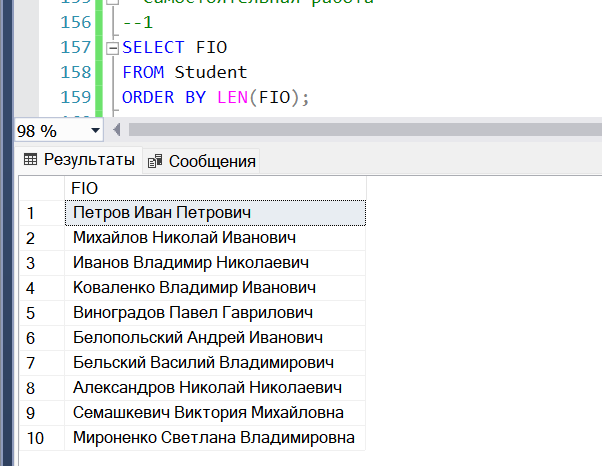 Самостоятельная работа
156 --1
157 SELECT FIO
158 FROM Student
159 ORDER BY LEN(FIO);
98 %
Результаты Сообщения
FIO
1 Петров Иван Петрович
2 Михайлов Николай Иванович
3 Иванов Владимир Николаевич
4 Коваленко Владимир Иванович
5 Виноградов Павел Гаврилович
6 Белопольский Андрей Иванович
7 Бельский Василий Владимирович
8 Александров Николай Николаевич
9 Семашкевич Виктория Михайловна
10 Мироненко Светлана Владимировна